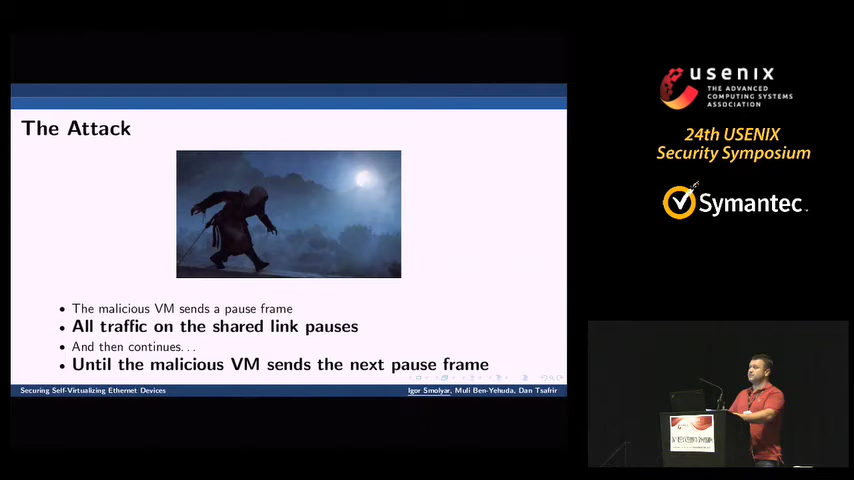 The Attack
The malicious VM sends a pause frame
All traffic on the shared link pauses
And then continues...
Until the malicious VM sends the next pause frame
Securing Self-Virtualizing Ethernet Devices
Igor Smolyar, Muli Ben-Yehuda, Dan Tsafrir
usenix
THE ADVANCED
COMPUTING SYSTEMS
ASSOCIATION
24th USENIX
Security Symposium
Symantec.